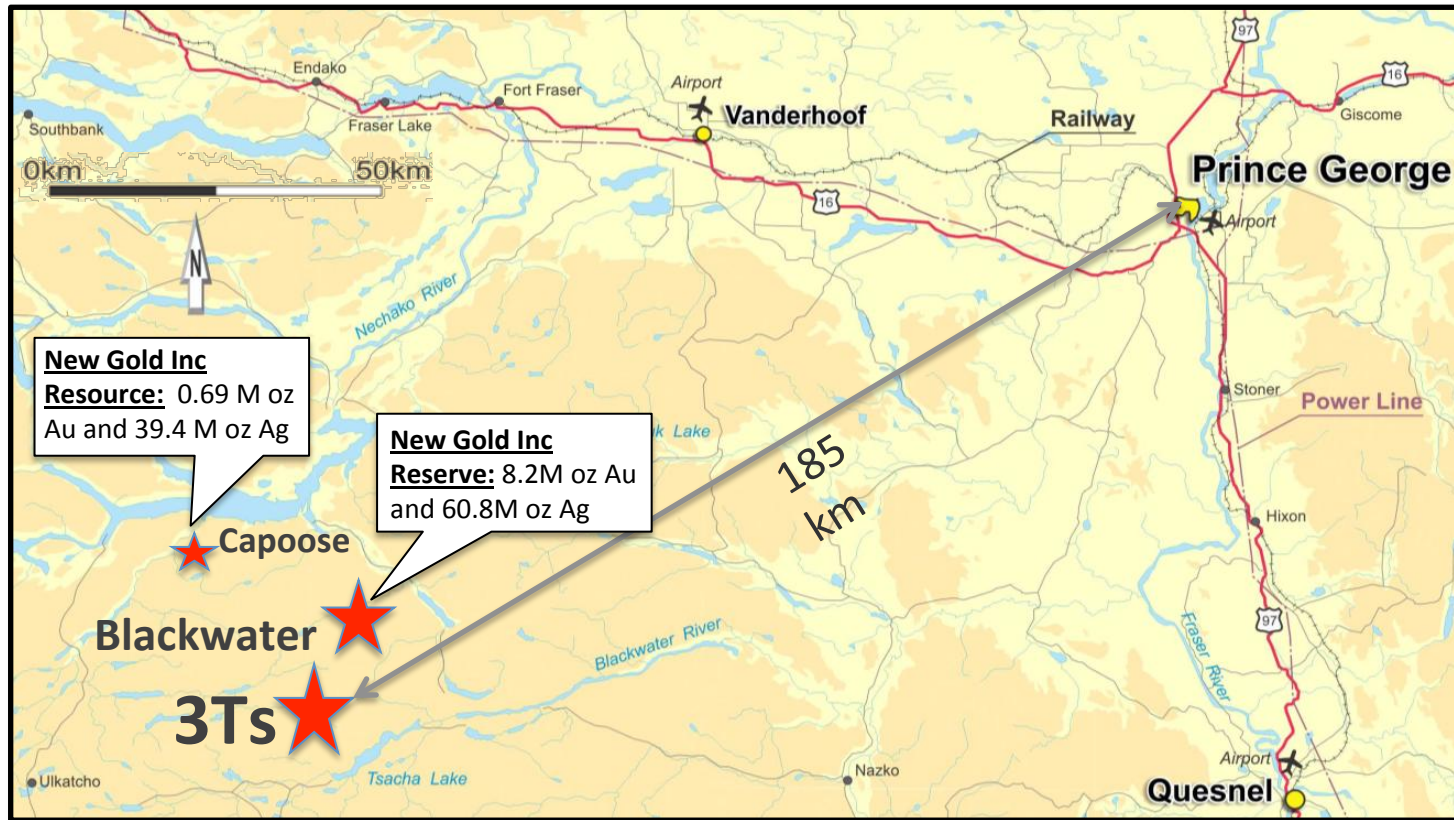 97
Endako
Airport
16
Fort Fraser
Giscome
Southbank
Fraser Lake
Vanderhoof
Railway
0km
50km
Prince George
16
Airport
N
Nechako River
New Gold Inc
Resource: 0.69 M oz
Au and 39.4 M oz Ag
Stoner
Power Line
New Gold Inc
Reserve: 8.2M oz Au
and 60.8M oz Ag
Lake
185
km
Hixon
Capoose
Blackwater
Blackwater River
97
Fraser River
3Ts
Airport
Ulkatcho
Tsacha Lake
Nazko
Quesnel